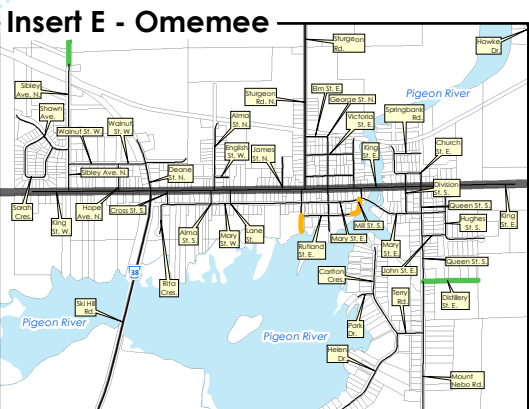 Insert E - Omemee
Sturgeon
Rd.
Hawke
Dr.
Sibley
Ave. N.
Sturgeon
Rd. N.
Elm St. E.
George St. N.
Pigeon River
Shawn
Ave.
Walnut St. W.
Walnut
St. W.
Alma
St. N.
Victoria
St. E.
Springbank
Rd.
English
St. W.
James
St. N.
King
St. E.
Church
St. E.
Sibley Ave. N.
Deane
St. N.
Division
St. S.
Sarah
Cres.
King
St. W.
Hope
Ave. N.
Cross St. S.
Queen St. S.
Hughes
St. S.
King
St. E.
Alma
St. S.
Mary
St. W.
Lane
St.
Mill St. S.
Rutland
St. E.
Mary St. E.
Mary
St. E.
John St. E.
Queen St. S.
38
Rita
Cres.
Carlton
Cres.
Terry
Rd.
Distillery
St. E.
Ski Hill
Rd.
Pigeon River
Pigeon River
Park
Dr.
Helen
Dr.
Mount
Nebo Rd.